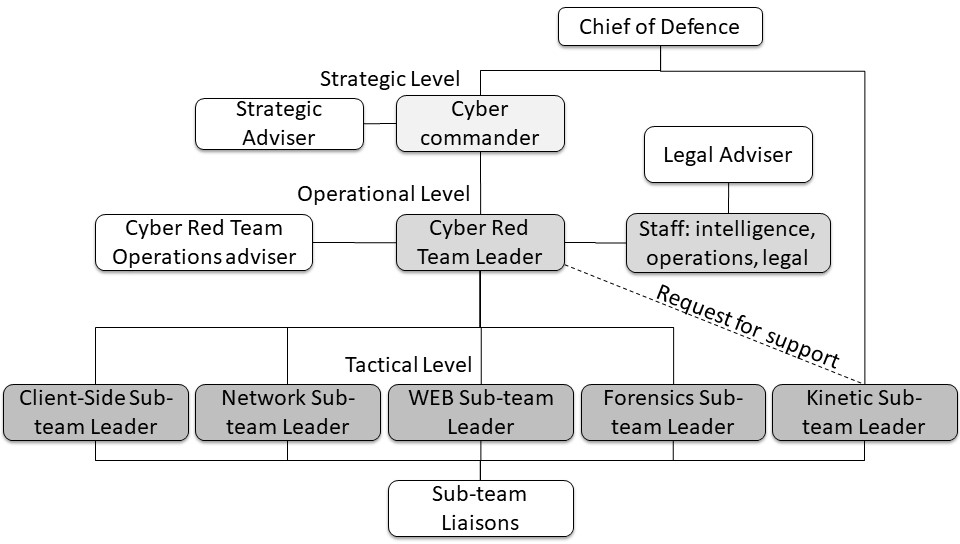 Chief of Defence
Strategic Level
Strategic
Adviser
Cyber
commander
Legal Adviser
Operational Level
Cyber Red Team
Operations adviser
Cyber Red
Team Leader
Staff: intelligence,
operations, legal
Request for support
Tactical Level
Client-Side Sub-
team Leader
Network Sub-
team Leader
WEB Sub-team
Leader
Forensics Sub-
team Leader
Kinetic Sub-
team Leader
Sub-team
Liaisons